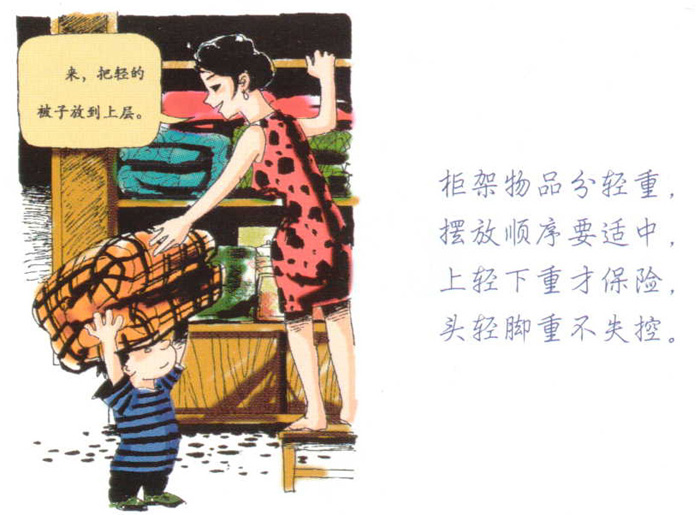 来，把轻的
被子放到上层。
柜架物品分轻重，
摆放顺序要适中，
上轻下重才保险，
头轻脚重不失控。